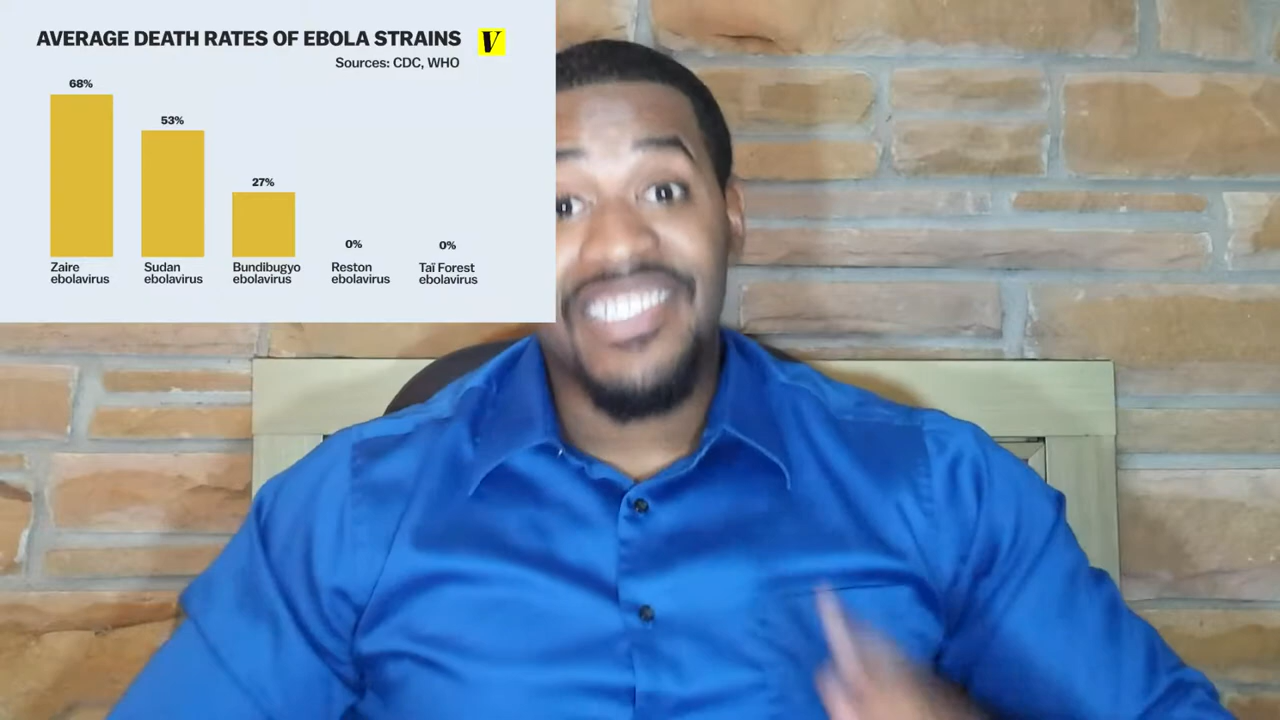 AVERAGE DEATH RATES OF EBOLA STRAINS V
Sources: CDC, WHO
68%
53%
27%
0%
0%
Zaire
ebolavirus
Sudan
ebolavirus
Bundibugyo
ebolavirus
Reston
ebolavirus
Taï Forest
ebolavirus